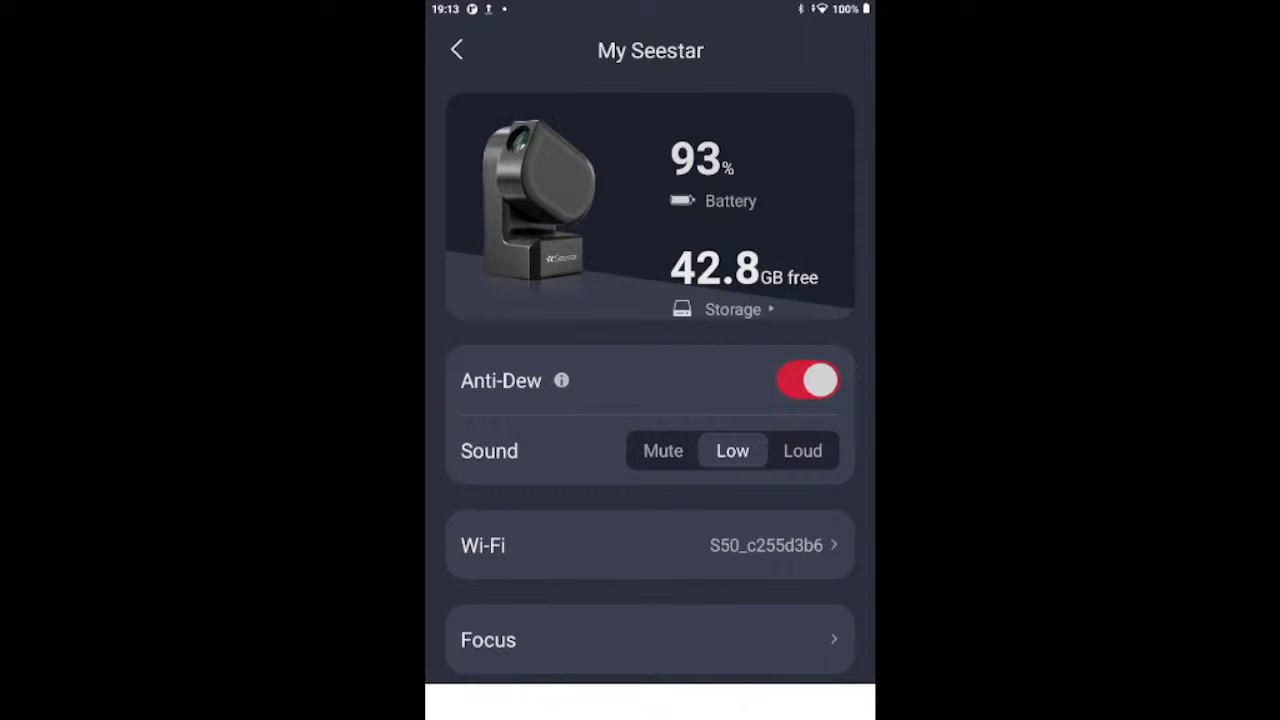 19:13 100%
My Seestar
93%
Battery
42.8GB free
Storage
Seestar
Anti-Dew
Sound Mute Low Loud
Wi-Fi S50_c255d3b6
Focus